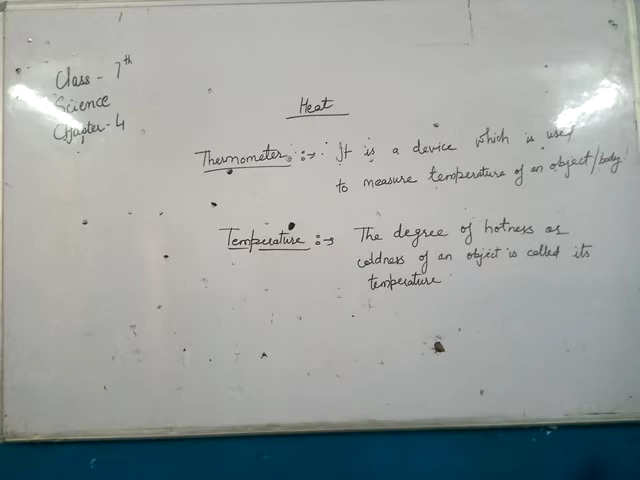 Class - 7th
Science
Chapter - 4
Heat
Thermometer :-> It is a device which is used
to measure temperature of an object/body
Temperature :-> The degree of hotness or
coldness of an object is called its
temperature